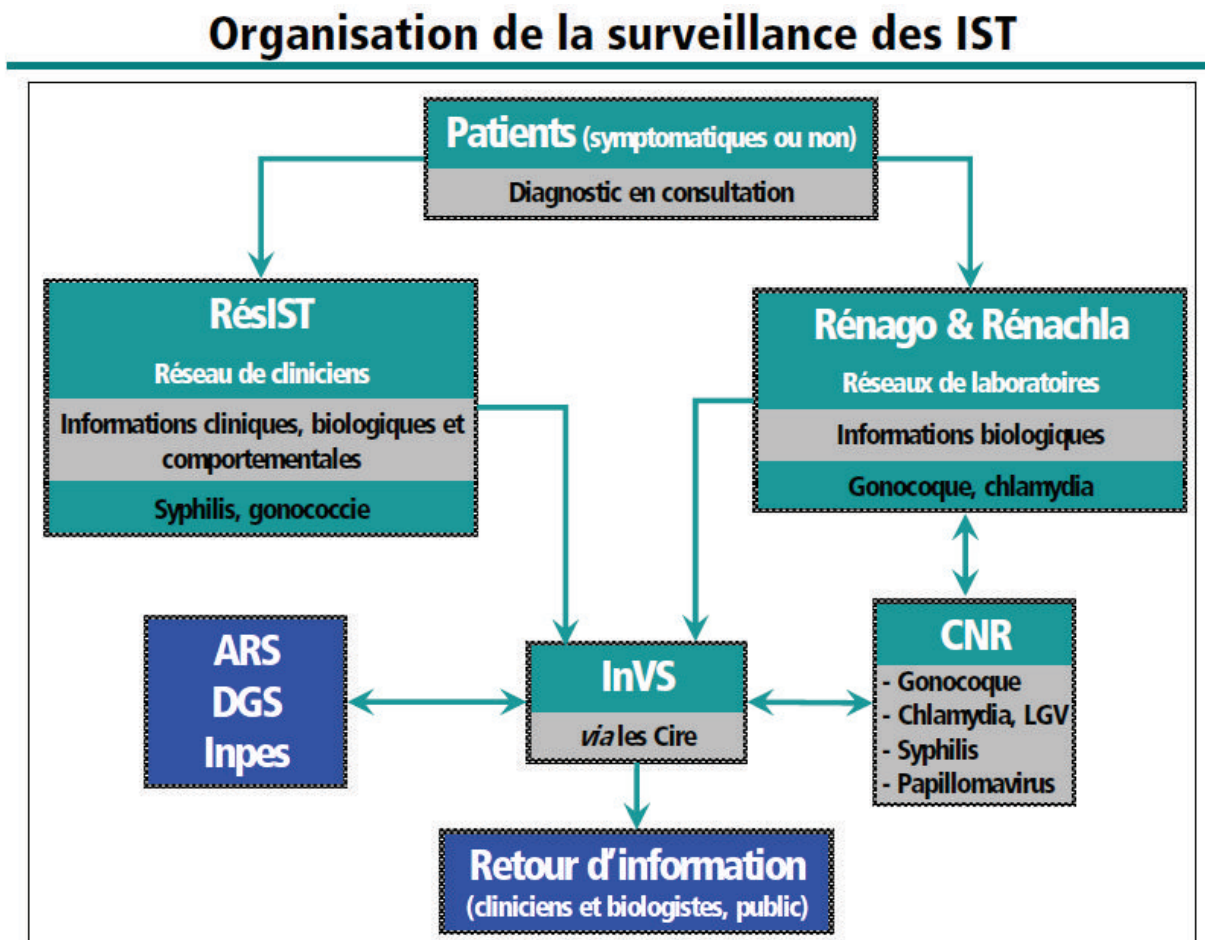 Organisation de la surveillance des IST
Patients (symptomatiques ou non)
Diagnostic en consultation
RésIST
Réseau de cliniciens
Informations cliniques, biologiques et
comportementales
Syphilis, gonococcie
Rénago & Rénachla
Réseaux de laboratoires
Informations biologiques
Gonocoque, chlamydia
ARS
DGS
Inpes
InVS
via les Cire
CNR
- Gonocoque
- Chlamydia, LGV
- Syphilis
- Papillomavirus
Retour d’information
(cliniciens et biologistes, public)